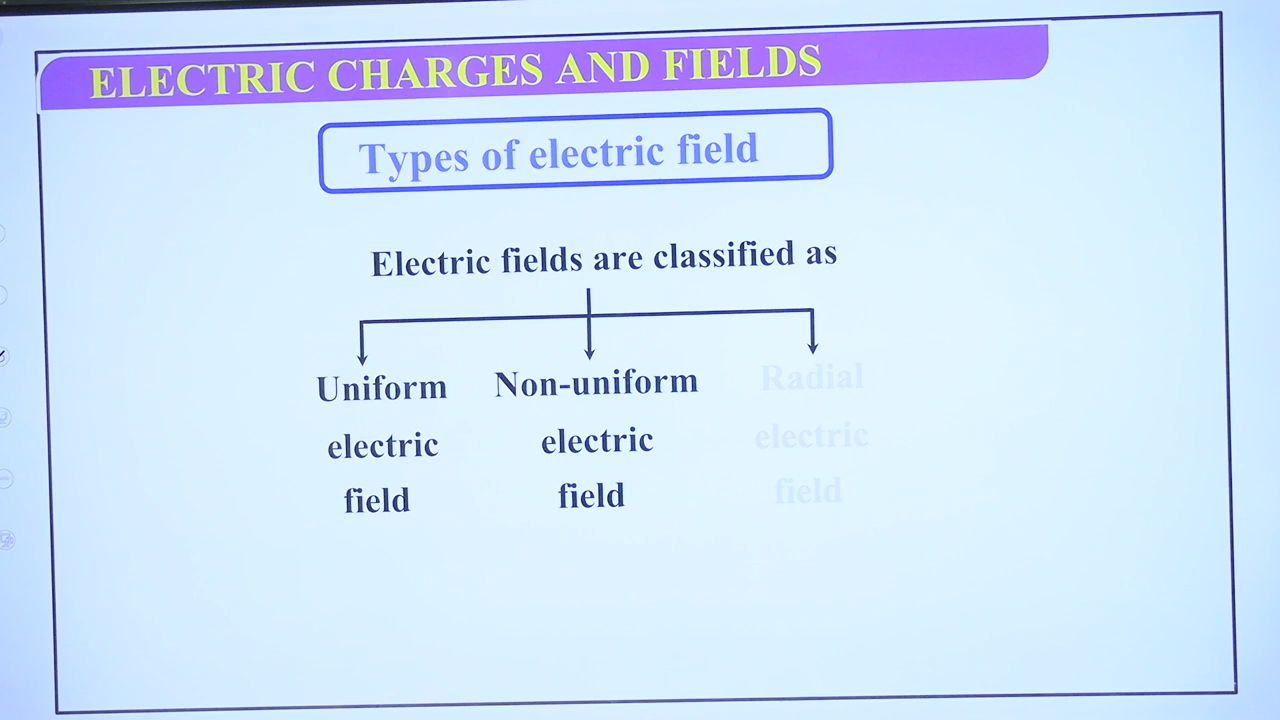 ELECTRIC CHARGES AND FIELDS
Types of electric field
Electric fields are classified as
Uniform electric field
Non-uniform electric field
Radial electric field